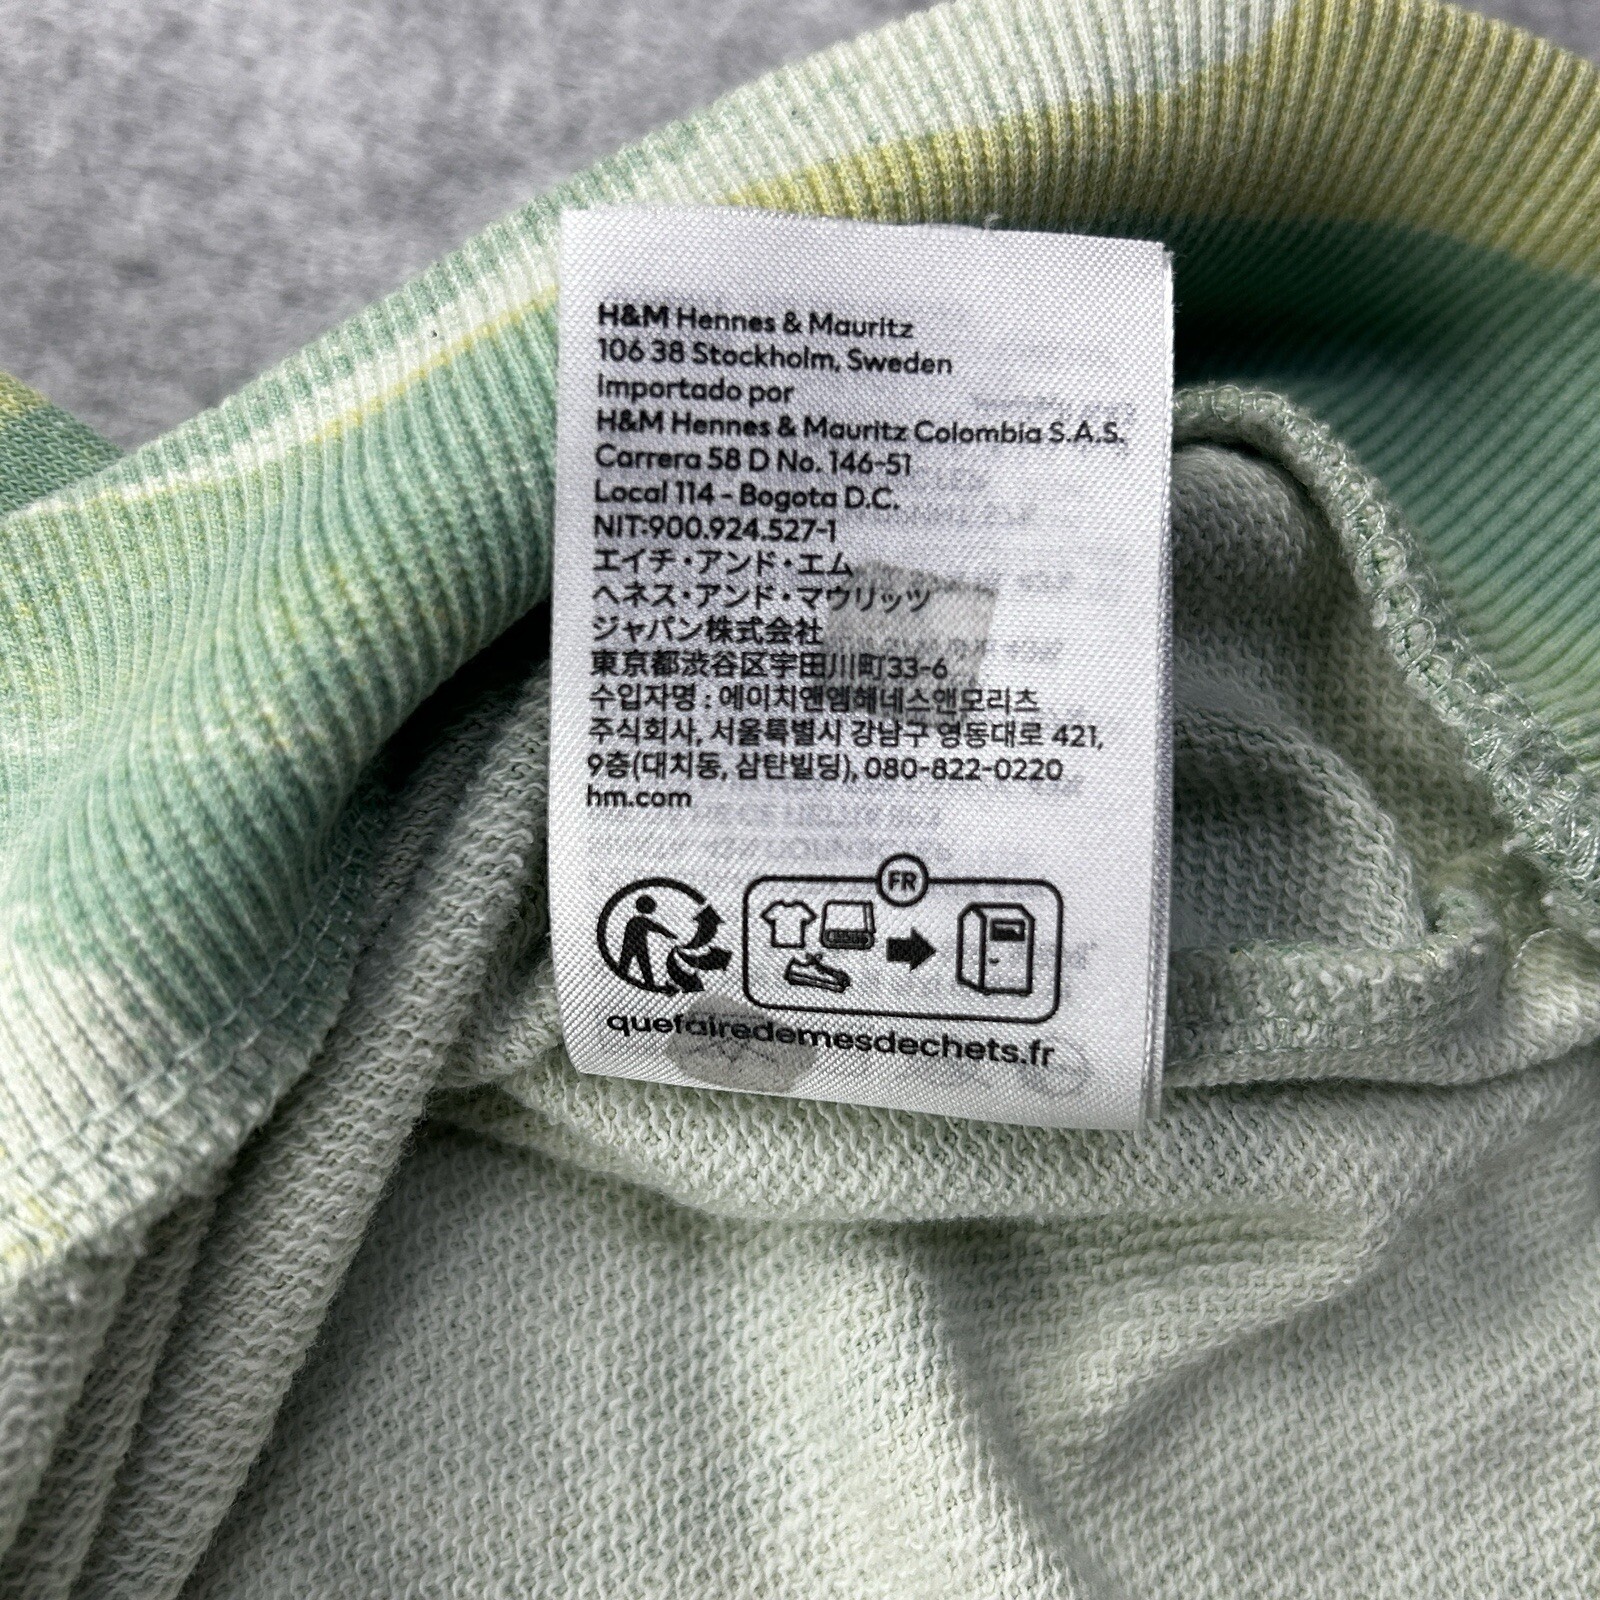 H&M Hennes & Mauritz
106 38 Stockholm, Sweden
Importado por
H&M Hennes & Mauritz Colombia S.A.S.
Carrera 58 D No. 146-51
Local 114 - Bogota D.C.
NIT:900.924.527-1
エイチ・アンド・エム
ヘネス・アンド・マウリッツ
ジャパン株式会社
東京都渋谷区宇田川町33-6
수입자명 : 에이치앤엠해네스앤모리츠
주식회사, 서울특별시 강남구 영동대로 421,
9층(대치동, 삼탄빌딩), 080-822-0220
hm.com
FR
quefairedemesdechets.fr